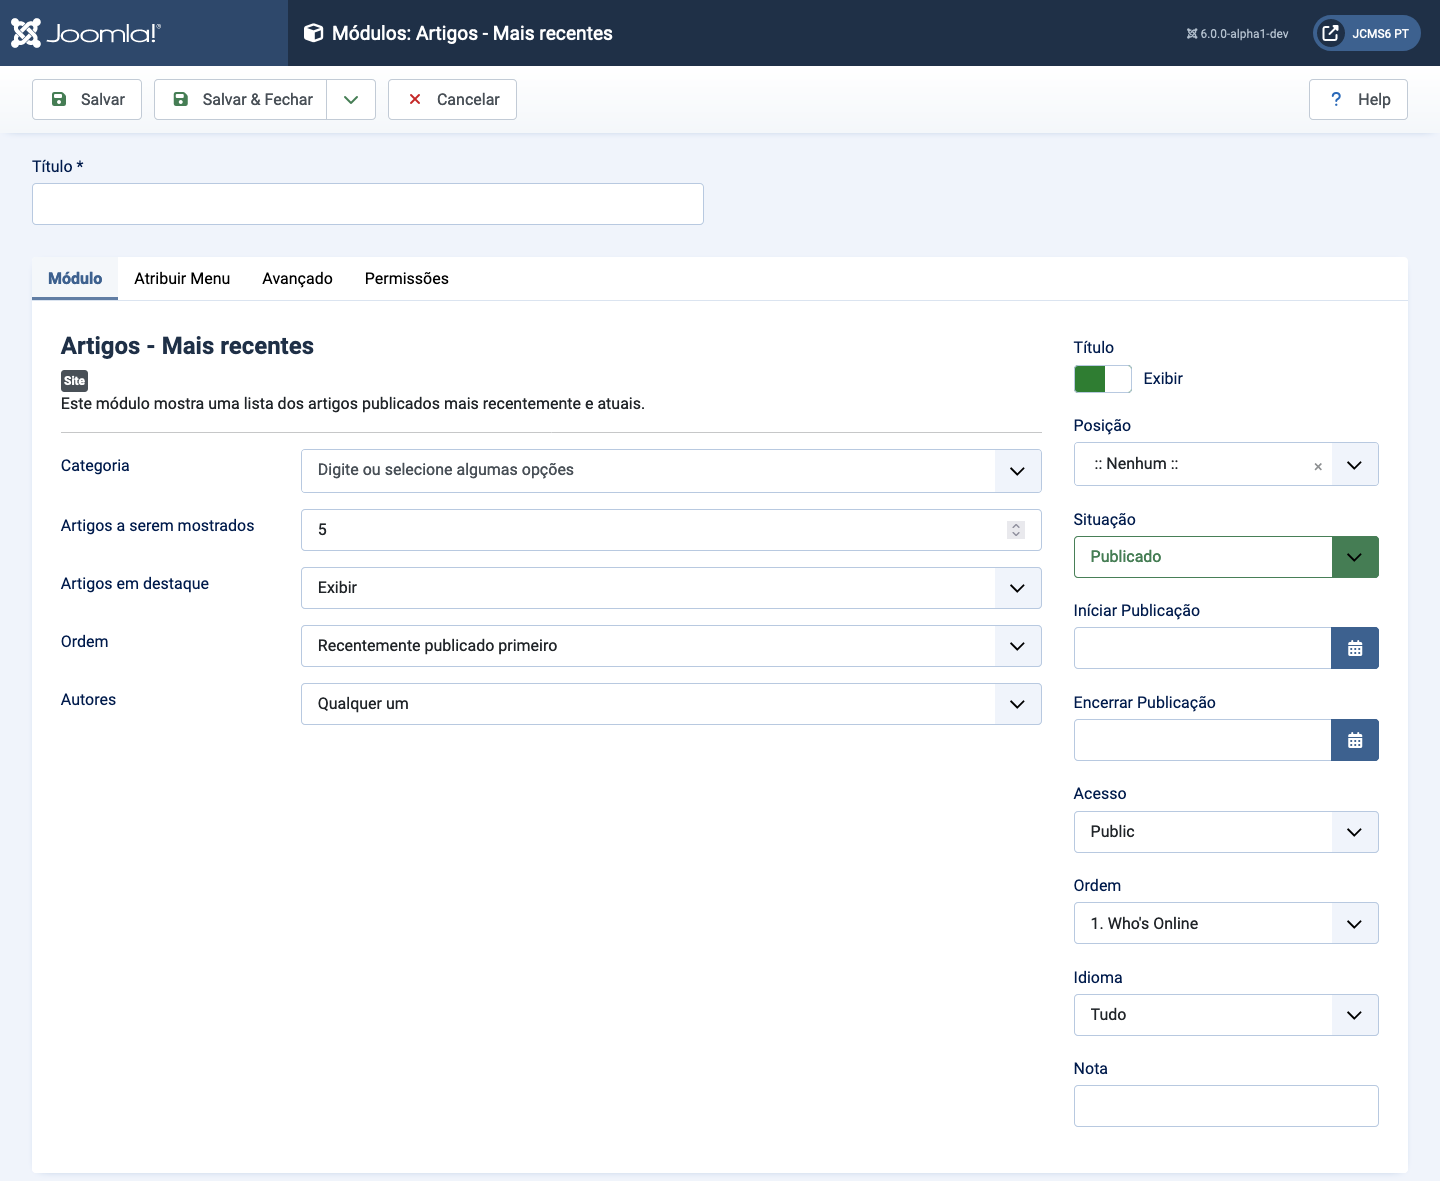 Joomla!®
Módulos: Artigos - Mais recentes
6.0.0-alpha1-dev
JCMS6 PT
Salvar
Salvar & Fechar
Cancelar
? Help
Título *
Módulo
Atribuir Menu
Avançado
Permissões
Artigos - Mais recentes
Site
Este módulo mostra uma lista dos artigos publicados mais recentemente e atuais.
Categoria
Digite ou selecione algumas opções
Artigos a serem mostrados
5
Artigos em destaque
Exibir
Ordem
Recentemente publicado primeiro
Autores
Qualquer um
Título
Exibir
Posição
:: Nenhum ::
×
Situação
Publicado
Iníciar Publicação
Encerrar Publicação
Acesso
Public
Ordem
1. Who's Online
Idioma
Tudo
Nota